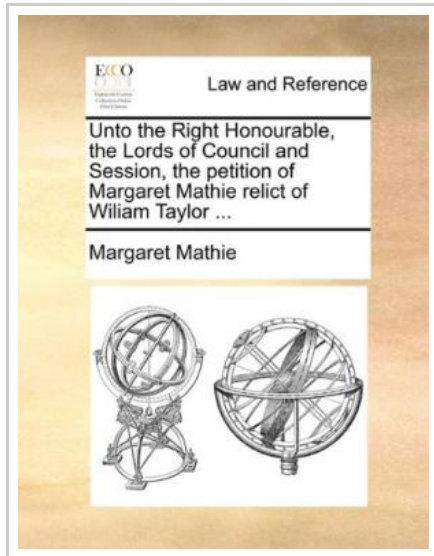 ECCO
Law and Reference
Unto the Right Honourable,
the Lords of Council and
Session, the petition of
Margaret Mathie relict of
Wiliam Taylor ...
Margaret Mathie